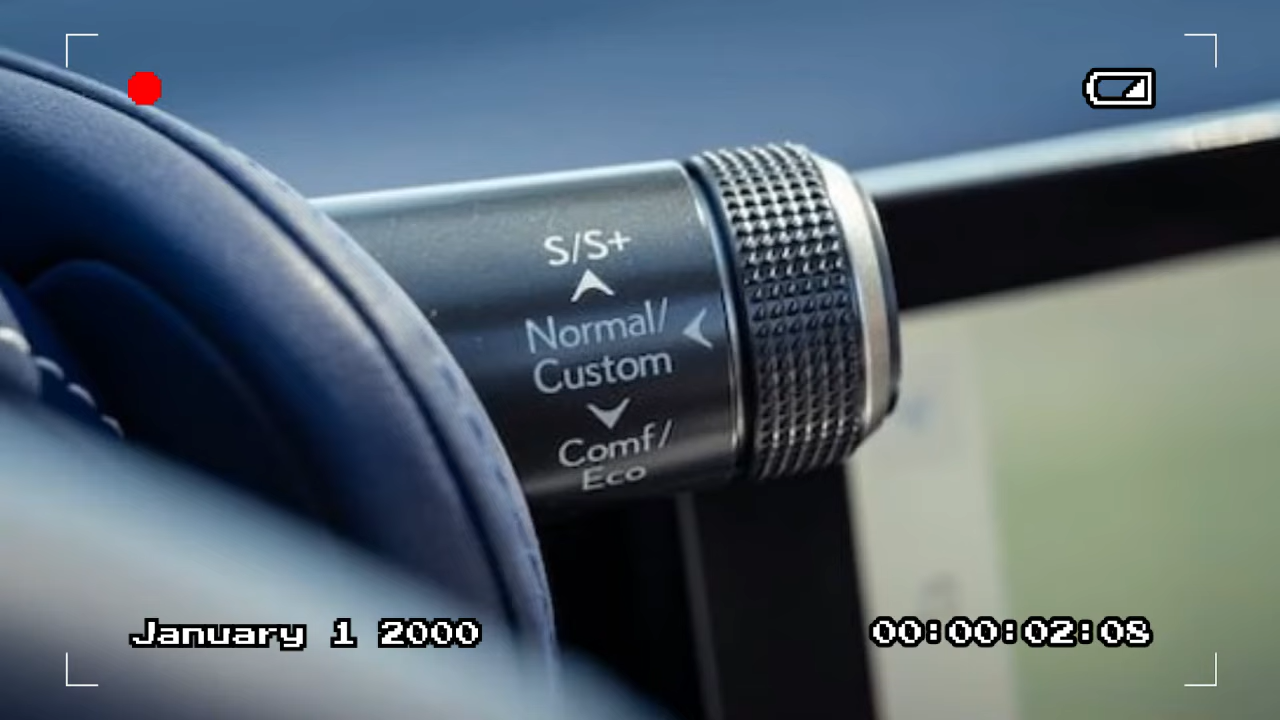 S/S+
Normal/
Custom
Comf/
Eco
January 1 2000
00:00:02:08